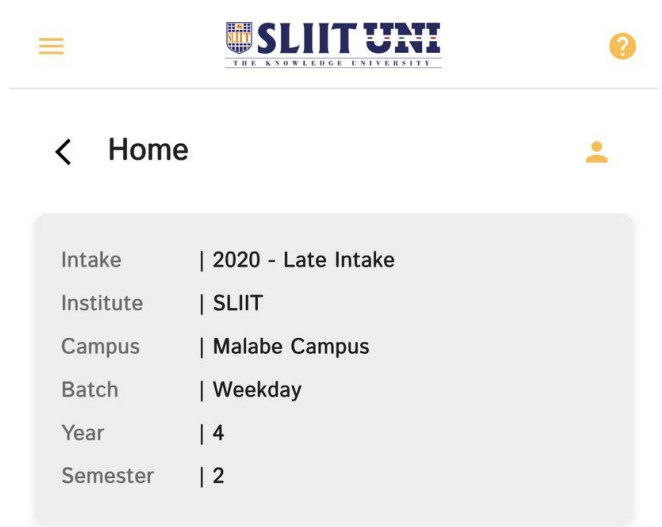 SLIIT UNI
THE KNOWLEDGE UNIVERSITY
?
Home
Intake | 2020 - Late Intake
Institute | SLIIT
Campus | Malabe Campus
Batch | Weekday
Year | 4
Semester | 2